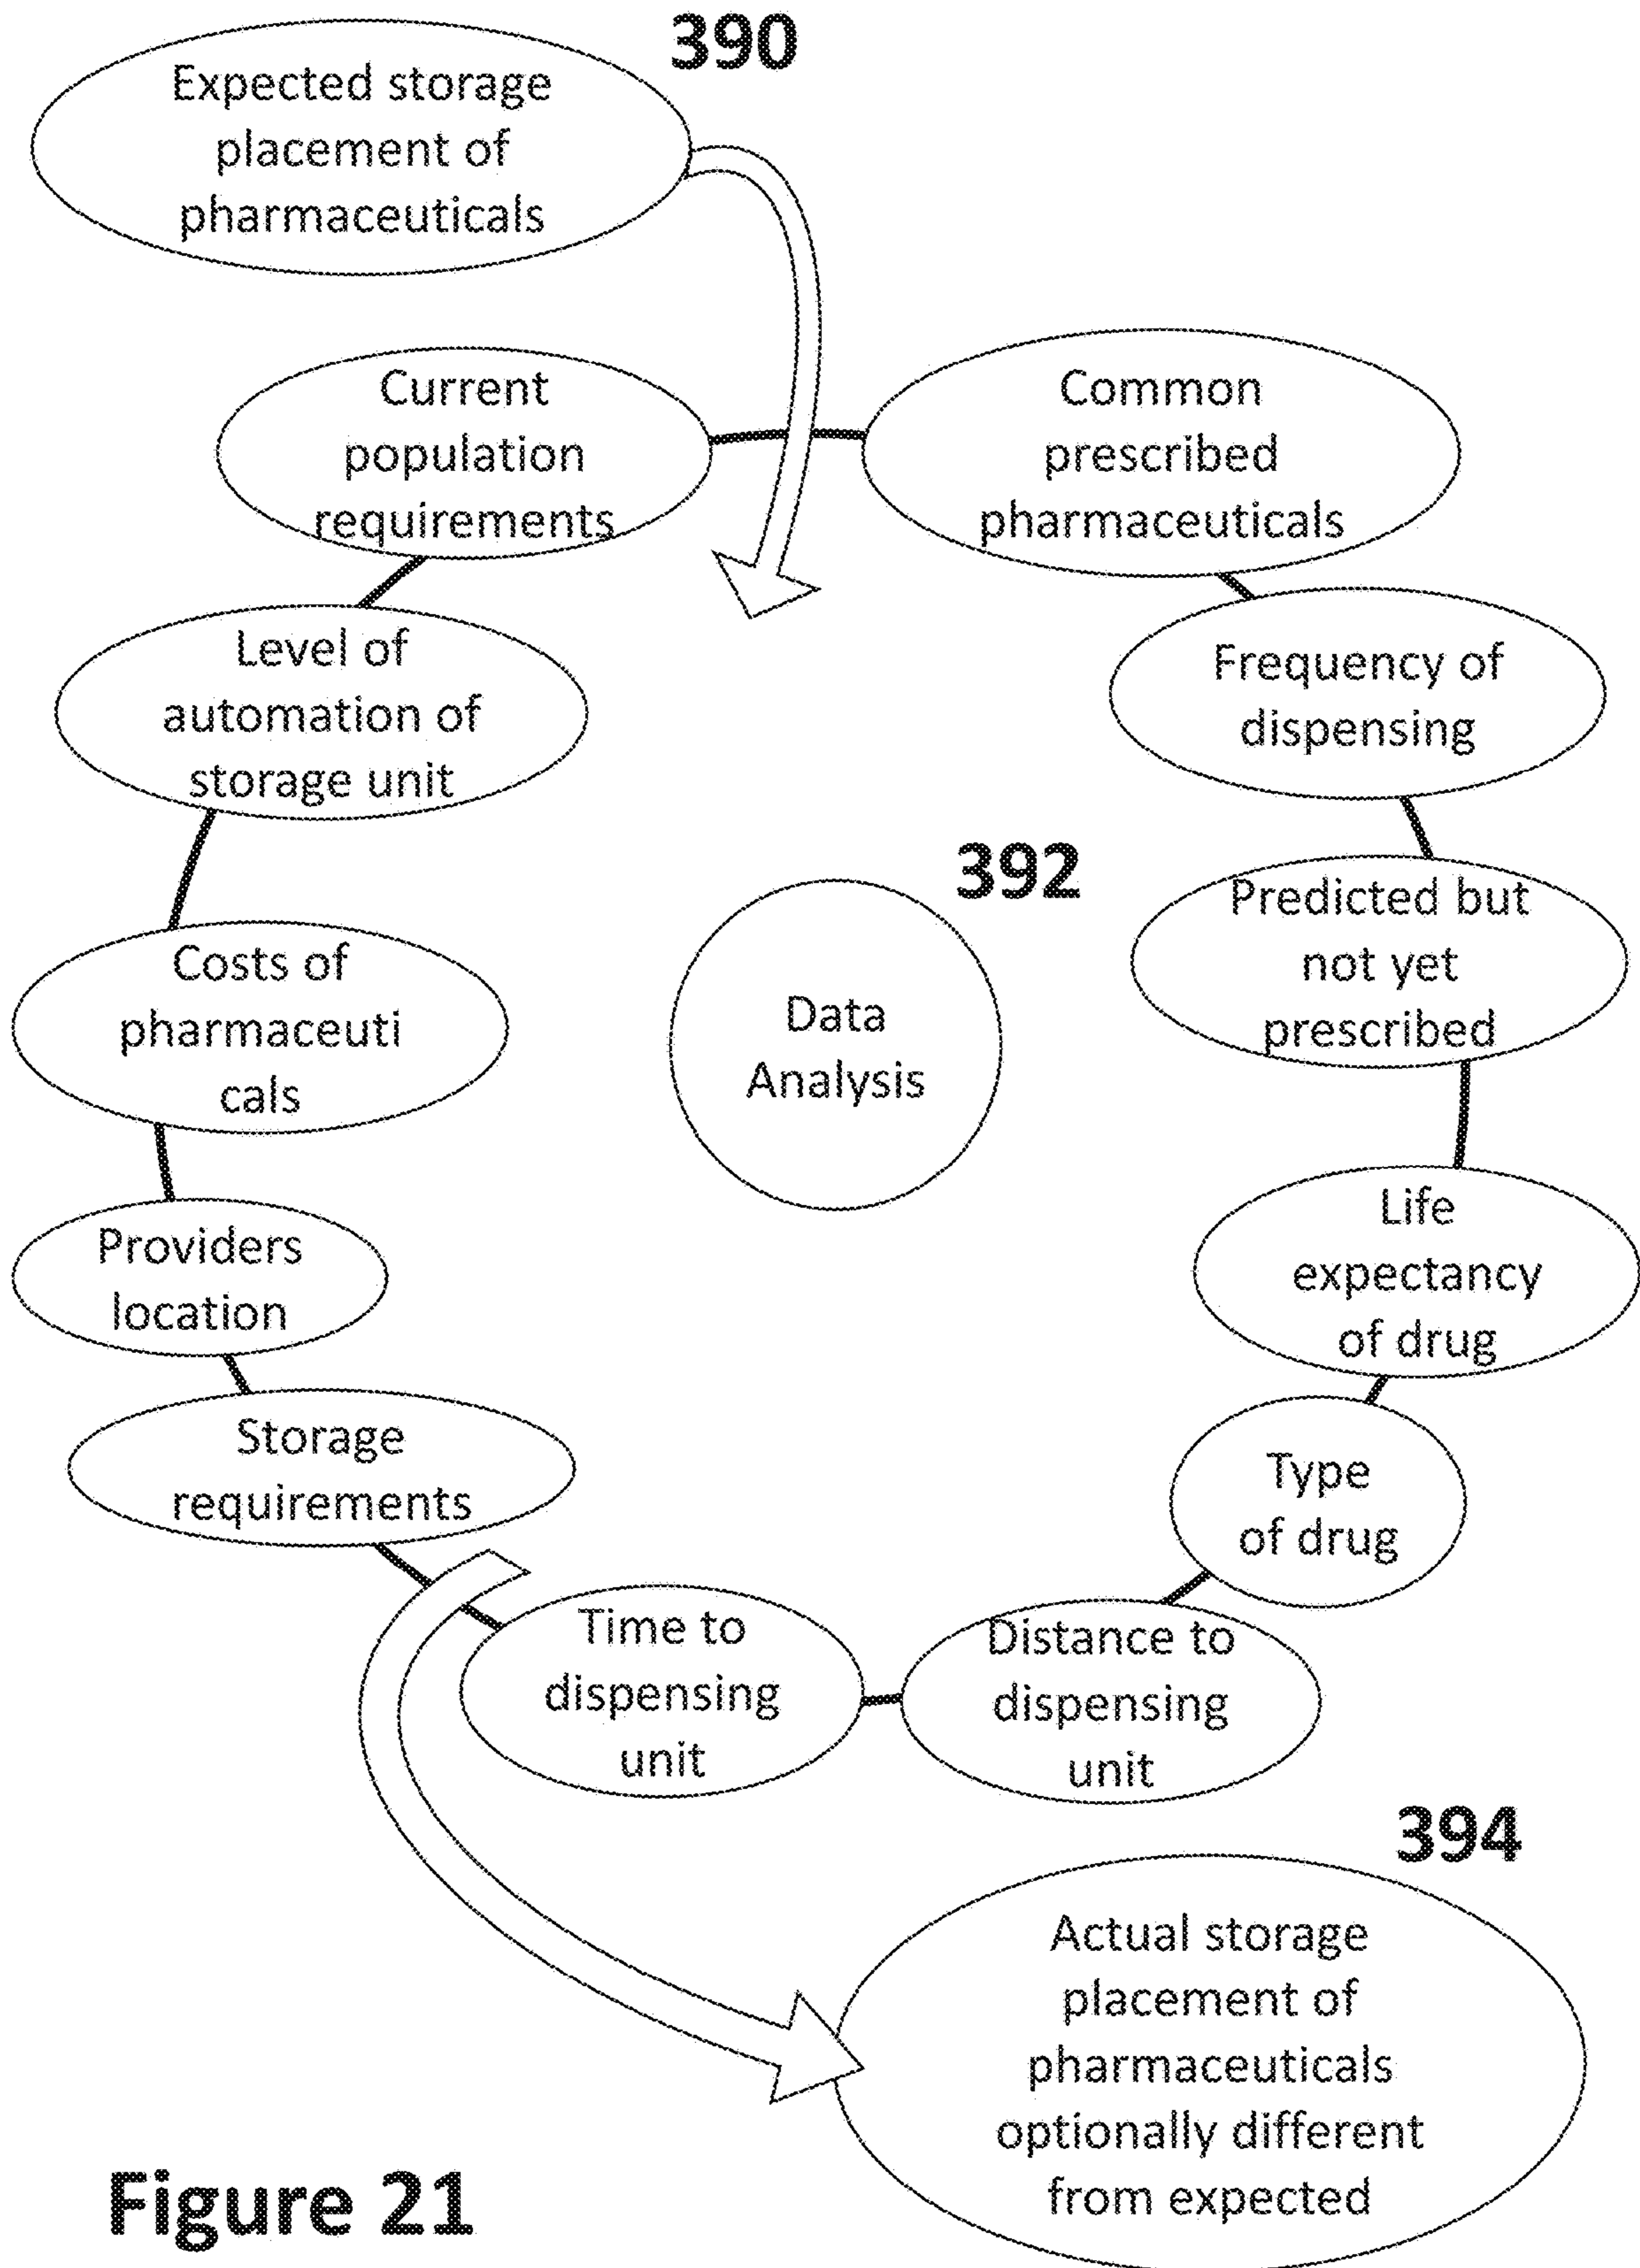 390
Expected storage
placement of
pharmaceuticals
Current
population
requirements
Common
prescribed
pharmaceuticals
Level of
automation of
storage unit
Frequency of
dispensing
392
Predicted but
not yet
prescribed
Costs of
pharmaceuti
cals
Data
Analysis
Life
expectancy
of drug
Providers
location
Type
of drug
Storage
requirements
Time to
dispensing
unit
Distance to
dispensing
unit
394
Actual storage
placement of
pharmaceuticals
optionally different
from expected
Figure 21